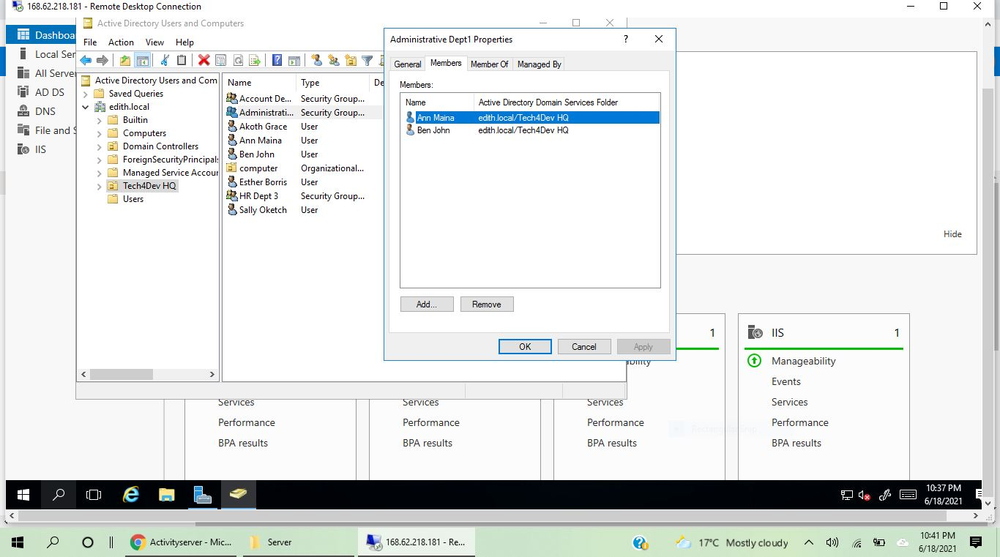 168.62.218.181 - Remote Desktop Connection
Active Directory Users and Computers
File Action View Help
Dashboa
Local Ser
All Server
AD DS
DNS
File and S
IIS
Active Directory Users and Com
Saved Queries
edith.local
Builtin
Computers
Domain Controllers
ForeignSecurityPrincipals
Managed Service Accour
Tech4Dev HQ
Users
Name Type De
Account De... Security Group...
Administrati... Security Group...
Akoth Grace User
Ann Maina User
Ben John User
computer Organizational...
Esther Borris User
HR Dept 3 Security Group...
Sally Oketch User
Administrative Dept1 Properties
?
General Members Member Of Managed By
Members:
Name Active Directory Domain Services Folder
Ann Maina edith.local/Tech4Dev HQ
Ben John edith.local/Tech4Dev HQ
Add... Remove
OK Cancel Apply
Hide
1
IIS 1
bility
Manageability
Events
Services Services Services Services
Performance Performance Performance Performance
BPA results BPA results BPA results BPA results
Rectangular Snip
10:37 PM
6/18/2021
Activityserver - Mic...
Server
168.62.218.181 - Re...
17°C Mostly cloudy
10:41 PM
6/18/2021